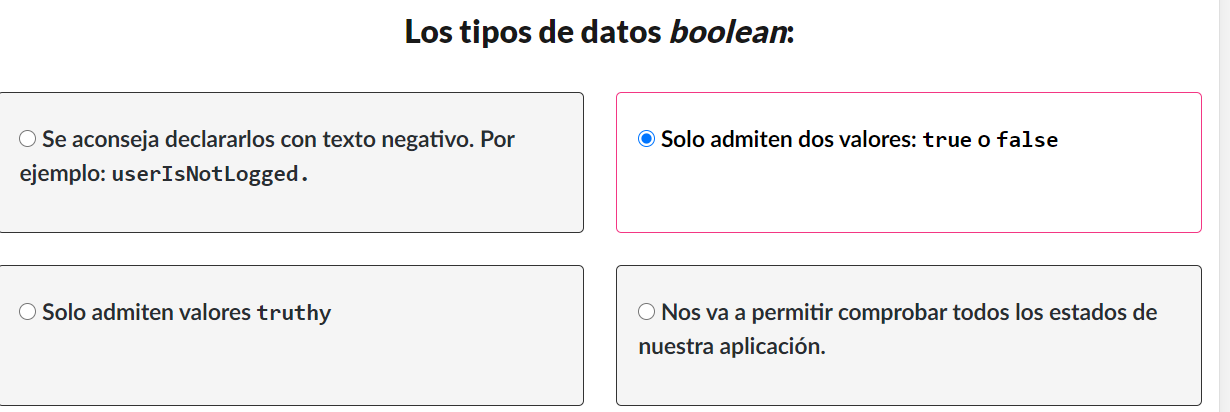 Los tipos de datos boolean:
Se aconseja declararlos con texto negativo. Por
ejemplo: userIsNotLogged.
Solo admiten dos valores: true o false
Solo admiten valores truthy
Nos va a permitir comprobar todos los estados de
nuestra aplicación.